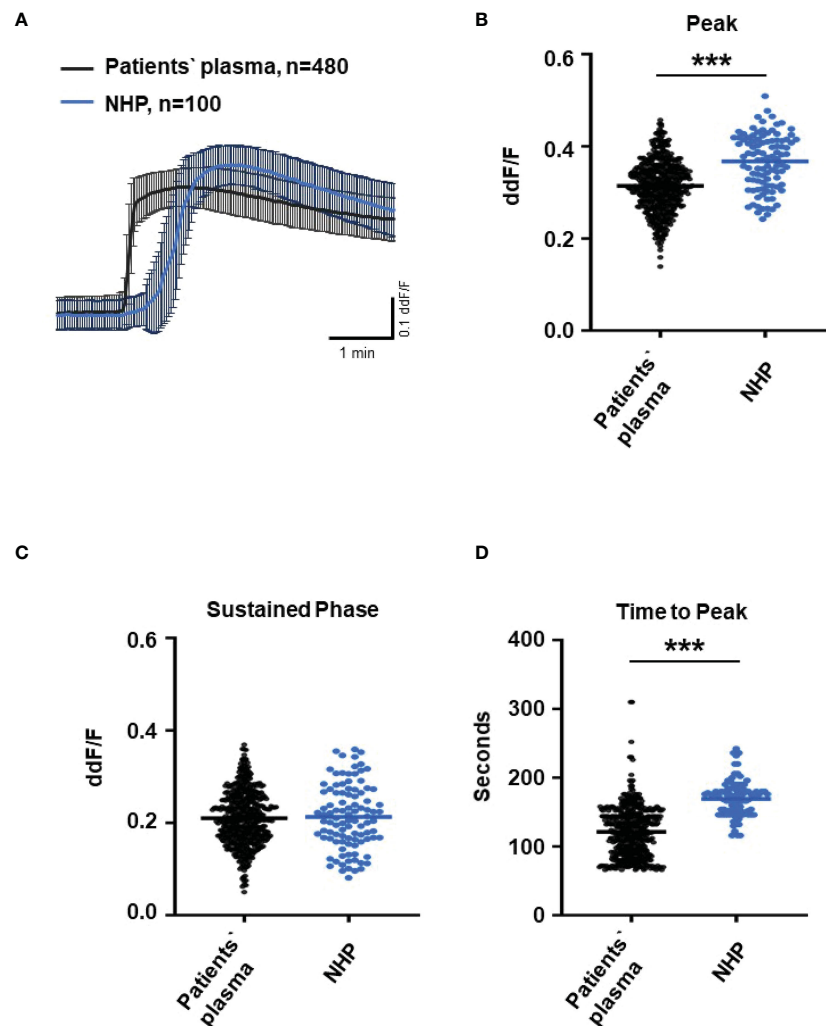 A
Patients` plasma, n=480
NHP, n=100
0.1 ddF/F
1 min
B
Peak
***
0.6
0.4
0.2
0.0
ddF/F
Patients`
plasma
NHP
C
Sustained Phase
0.6
0.4
0.2
0.0
ddF/F
Patients`
plasma
NHP
D
Time to Peak
***
400
300
200
100
0
Seconds
Patients`
plasma
NHP